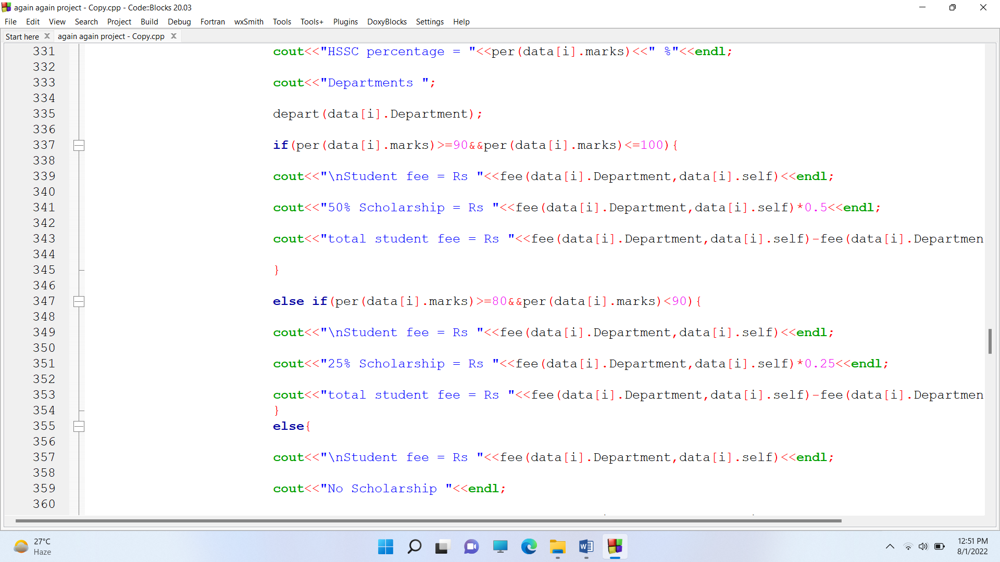 again again project - Copy.cpp - Code::Blocks 20.03
File Edit View Search Project Build Debug Fortran wxSmith Tools Tools+ Plugins DoxyBlocks Settings Help
Start here again again project - Copy.cpp
331 cout<<"HSSC percentage = "<<per(data[i].marks)<<" %"<<endl;
332
333 cout<<"Departments ";
334
335 depart(data[i].Department);
336
337 if(per(data[i].marks)>=90&&per(data[i].marks)<=100){
338
339 cout<<"\nStudent fee = Rs "<<fee(data[i].Department,data[i].self)<<endl;
340
341 cout<<"50% Scholarship = Rs "<<fee(data[i].Department,data[i].self)*0.5<<endl;
342
343 cout<<"total student fee = Rs "<<fee(data[i].Department,data[i].self)-fee(data[i].Departmen
344
345 }
346
347 else if(per(data[i].marks)>=80&&per(data[i].marks)<90){
348
349 cout<<"\nStudent fee = Rs "<<fee(data[i].Department,data[i].self)<<endl;
350
351 cout<<"25% Scholarship = Rs "<<fee(data[i].Department,data[i].self)*0.25<<endl;
352
353 cout<<"total student fee = Rs "<<fee(data[i].Department,data[i].self)-fee(data[i].Departmen
354 }
355 else{
356
357 cout<<"\nStudent fee = Rs "<<fee(data[i].Department,data[i].self)<<endl;
358
359 cout<<"No Scholarship "<<endl;
360
27°C
Haze
12:51 PM
8/1/2022